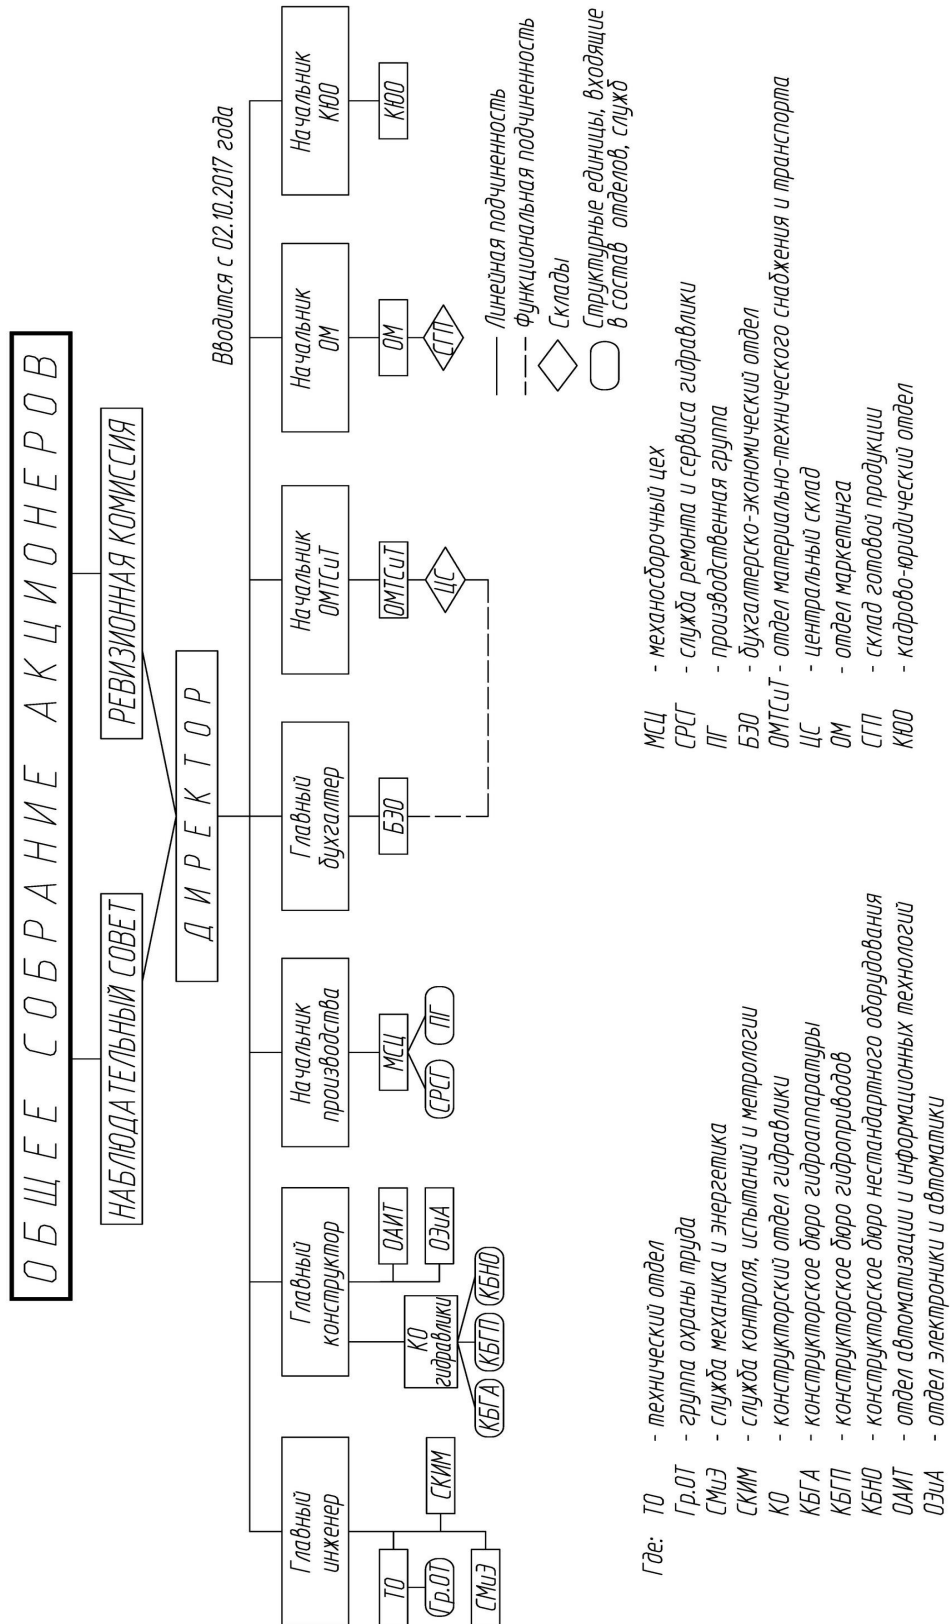 ОБЩЕЕ СОБРАНИЕ АКЦИОНЕРОВ
НАБЛЮДАТЕЛЬНЫЙ СОВЕТ
РЕВИЗИОННАЯ КОМИССИЯ
ДИРЕКТОР
Вводится с 02.10.2017 года
Главный
инженер
Главный
конструктор
Начальник
производства
Главный
бухгалтер
Начальник
ОМТСиТ
Начальник
ОМ
Начальник
КЮО
ТО
Гр.ОТ
СКИМ
СМиЭ
КО
гидравлики
КБГА
КБГП
КБНО
ОАИТ
ОЭиА
МСЦ
СРСГ
ПГ
БЭО
ОМТСиТ
ЦС
ОМ
СГП
КЮО
Линейная подчиненность
Функциональная подчиненность
Склады
Структурные единицы, входящие
в состав отделов, служб
Где: ТО - технический отдел
Гр.ОТ - группа охраны труда
СМиЭ - служба механика и энергетика
СКИМ - служба контроля, испытаний и метрологии
КО - конструкторский отдел гидравлики
КБГА - конструкторское бюро гидроаппаратуры
КБГП - конструкторское бюро гидроприводов
КБНО - конструкторское бюро нестандартного оборудования
ОАИТ - отдел автоматизации и информационных технологий
ОЭиА - отдел электроники и автоматики
МСЦ - механосборочный цех
СРСГ - служба ремонта и сервиса гидравлики
ПГ - производственная группа
БЭО - бухгалтерско-экономический отдел
ОМТСиТ - отдел материально-технического снабжения и транспорта
ЦС - центральный склад
ОМ - отдел маркетинга
СГП - склад готовой продукции
КЮО - кадрово-юридический отдел